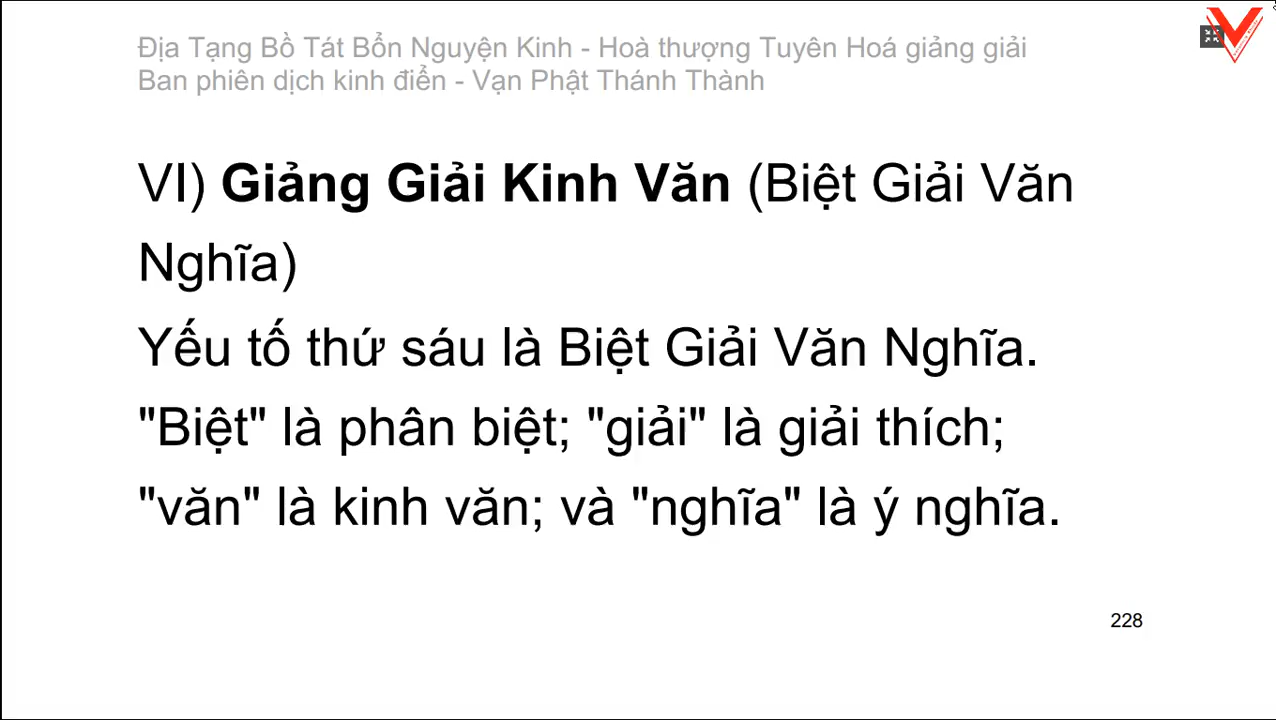 Địa Tạng Bồ Tát Bổn Nguyện Kinh - Hoà thượng Tuyên Hoá giảng giải
Ban phiên dịch kinh điển - Vạn Phật Thánh Thành
VI) Giảng Giải Kinh Văn (Biệt Giải Văn
Nghĩa)
Yếu tố thứ sáu là Biệt Giải Văn Nghĩa.
"Biệt" là phân biệt; "giải" là giải thích;
"văn" là kinh văn; và "nghĩa" là ý nghĩa.
228